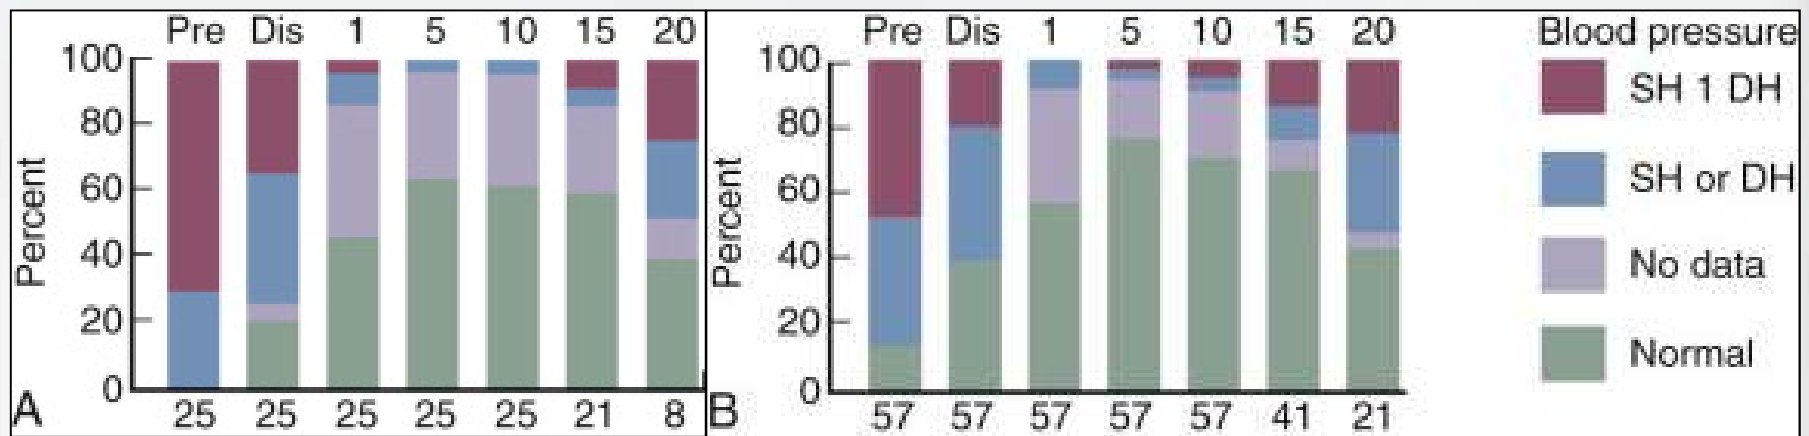 Pre Dis 1 5 10 15 20
100
80
60
40
20
0
Percent
25 25 25 25 25 21 8
A
Pre Dis 1 5 10 15 20
100
80
60
40
20
0
Percent
57 57 57 57 57 41 21
B
Blood pressure
SH 1 DH
SH or DH
No data
Normal